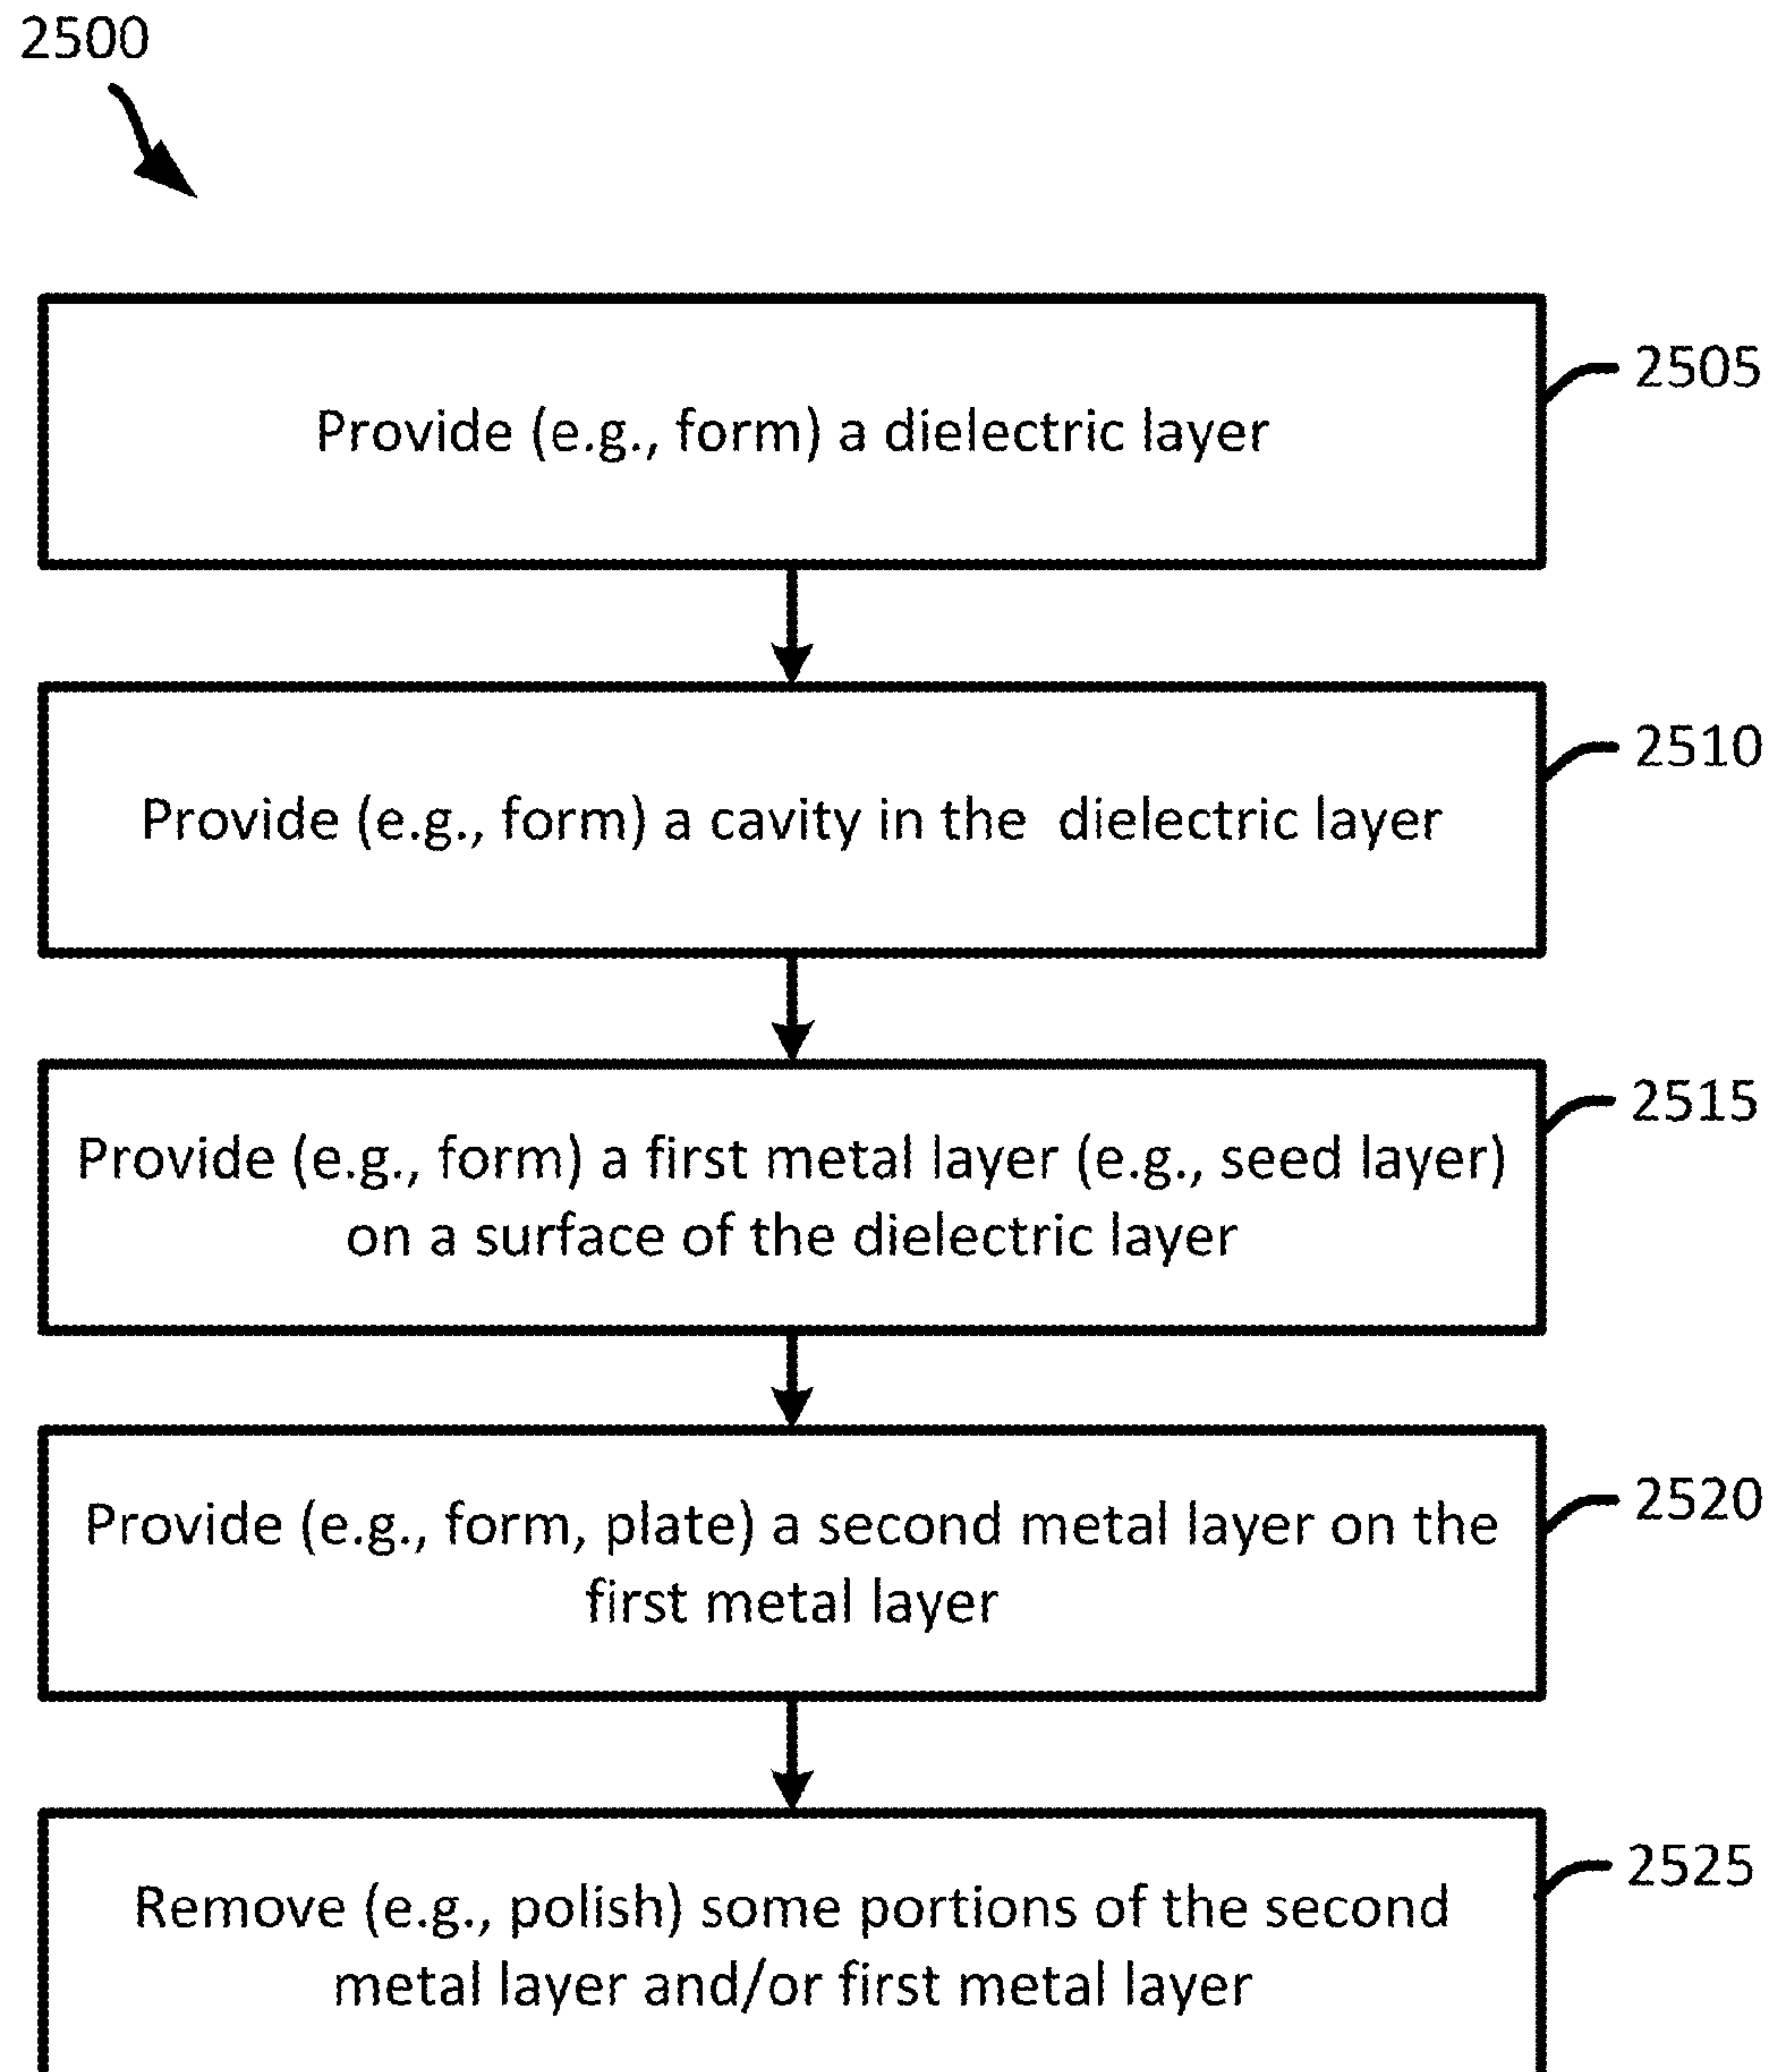 2500
2505
Provide (e.g., form) a dielectric layer
2510
Provide (e.g., form) a cavity in the dielectric layer
2515
Provide (e.g., form) a first metal layer (e.g., seed layer)
on a surface of the dielectric layer
2520
Provide (e.g., form, plate) a second metal layer on the
first metal layer
2525
Remove (e.g., polish) some portions of the second
metal layer and/or first metal layer